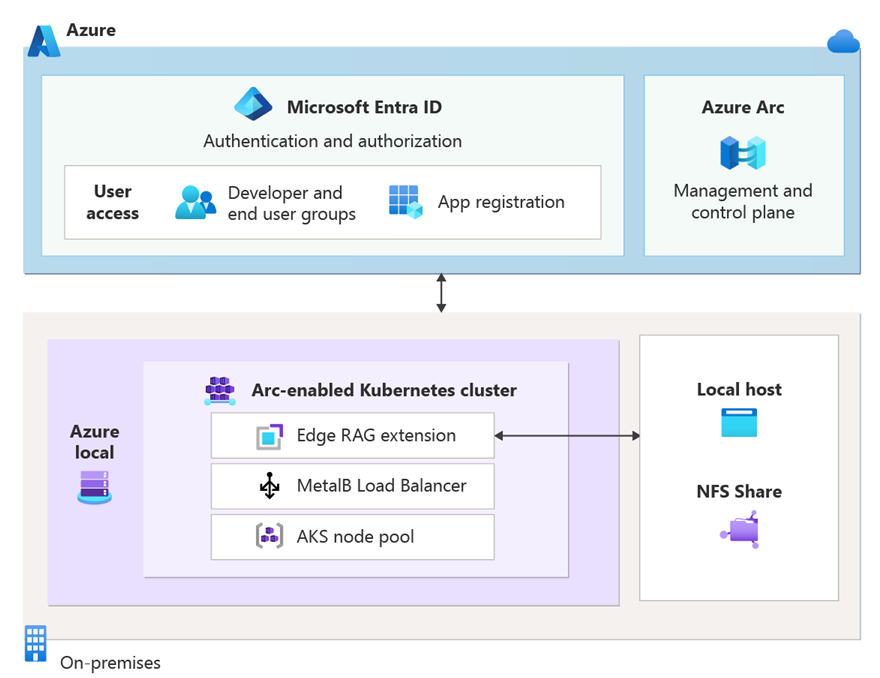 Azure
Microsoft Entra ID
Authentication and authorization
User
access
Developer and
end user groups
App registration
Azure Arc
Management and
control plane
Azure
local
Arc-enabled Kubernetes cluster
Edge RAG extension
MetalB Load Balancer
AKS node pool
Local host
NFS Share
On-premises